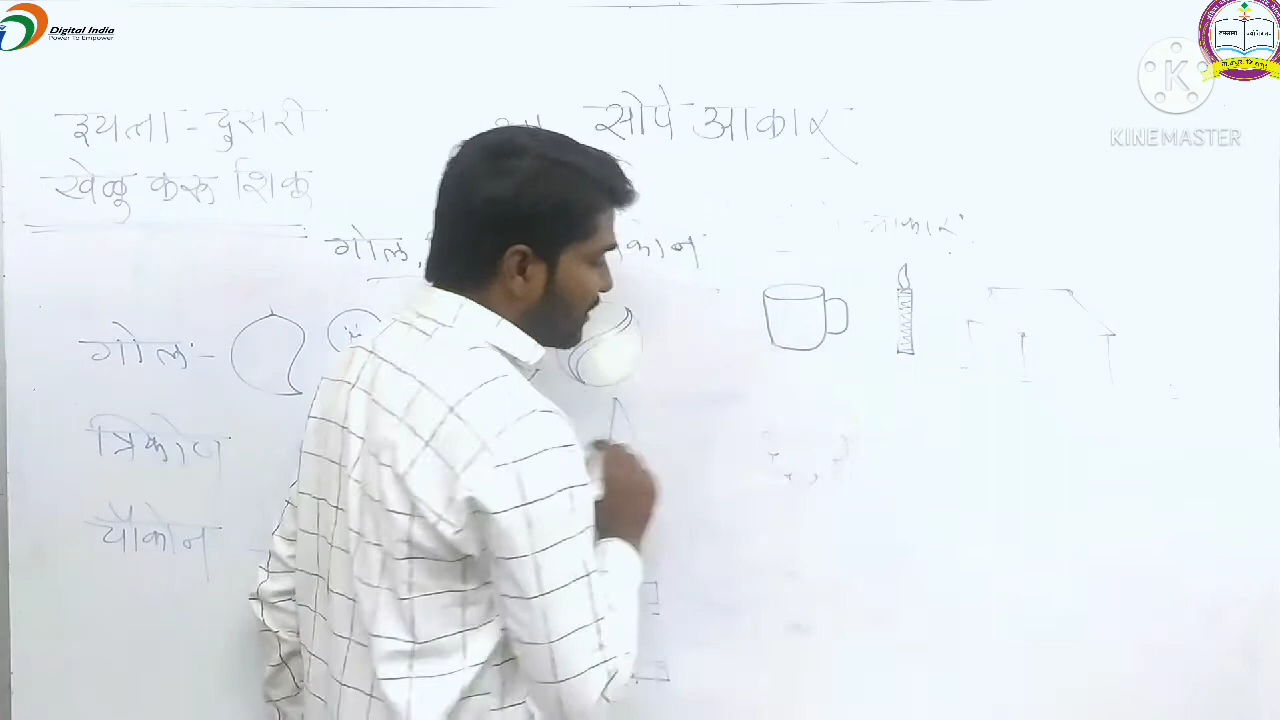 Digital India
Power To Empower
KINEMASTER
इयत्ता - दुसरी
सोपे आकार
खेळू करू शिकू
गोल,
आकार
गोल:-
त्रिकोण
चौकोन